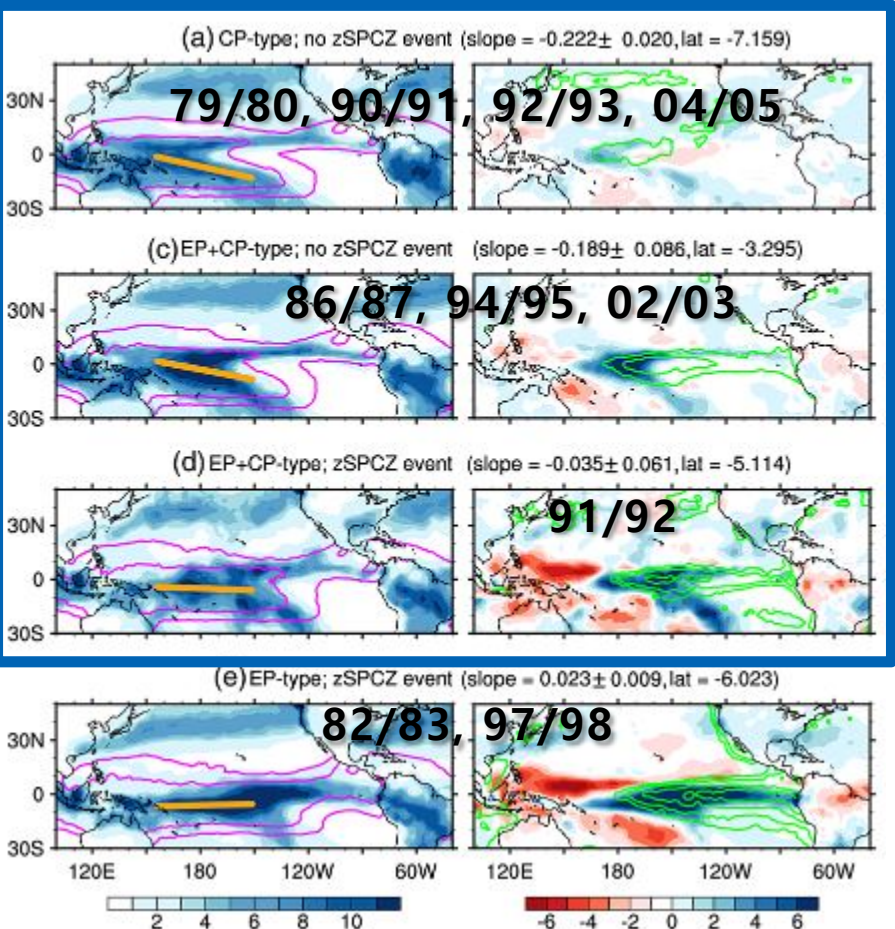 (a) CP-type; no zSPCZ event (slope = -0.222± 0.020, lat = -7.159)
30N
79/80, 90/91, 92/93, 04/05
0
30S
(c) EP+CP-type; no zSPCZ event (slope = -0.189± 0.086, lat = -3.295)
30N
86/87, 94/95, 02/03
0
30S
(d) EP+CP-type; zSPCZ event (slope = -0.035± 0.061, lat = -5.114)
30N
91/92
0
30S
(e) EP-type; zSPCZ event (slope = 0.023± 0.009, lat = -6.023)
30N
82/83, 97/98
0
30S
120E 180 120W 60W 120E 180 120W 60W
2 4 6 8 10 -6 -4 -2 0 2 4 6